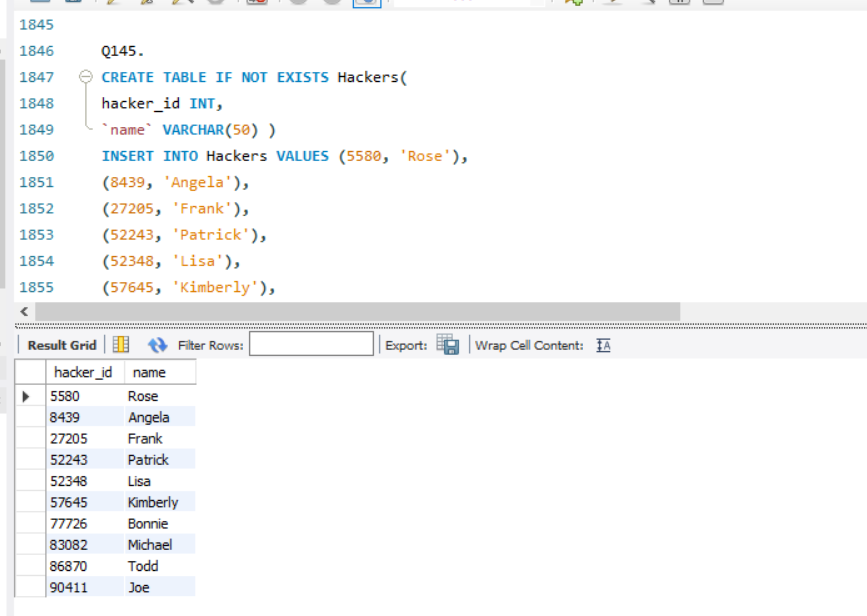 1845
1846 Q145.
1847 CREATE TABLE IF NOT EXISTS Hackers(
1848 hacker_id INT,
1849 `name` VARCHAR(50) )
1850 INSERT INTO Hackers VALUES (5580, 'Rose'),
1851 (8439, 'Angela'),
1852 (27205, 'Frank'),
1853 (52243, 'Patrick'),
1854 (52348, 'Lisa'),
1855 (57645, 'Kimberly'),
Result Grid Filter Rows: Export: Wrap Cell Content:
hacker_id name
5580 Rose
8439 Angela
27205 Frank
52243 Patrick
52348 Lisa
57645 Kimberly
77726 Bonnie
83082 Michael
86870 Todd
90411 Joe